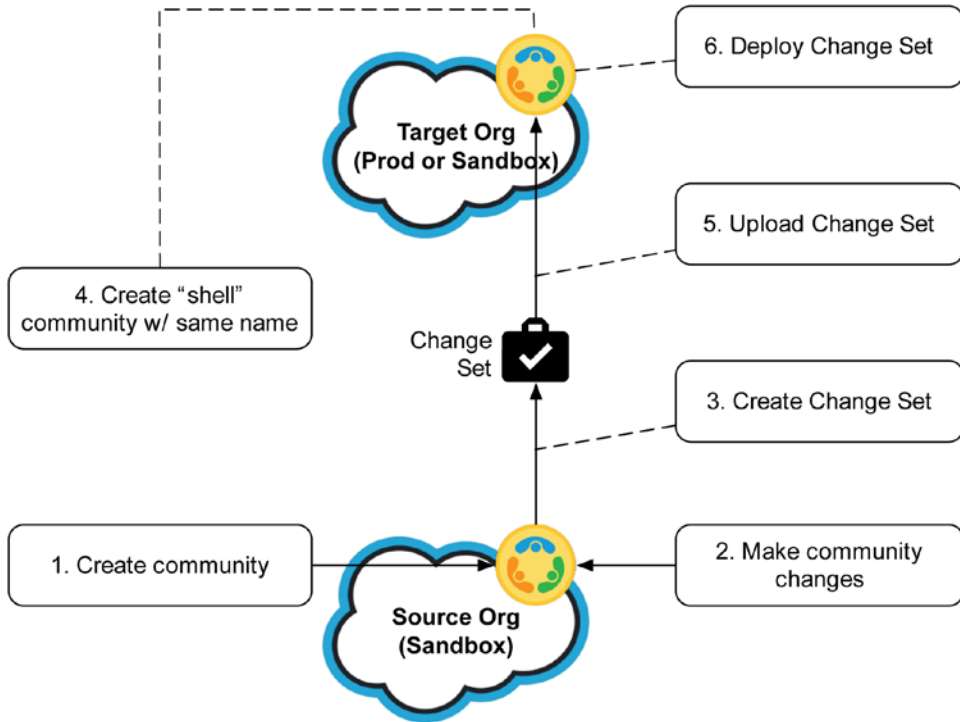 6. Deploy Change Set
Target Org
(Prod or Sandbox)
5. Upload Change Set
4. Create “shell”
community w/ same name
Change
Set
3. Create Change Set
1. Create community
2. Make community
changes
Source Org
(Sandbox)